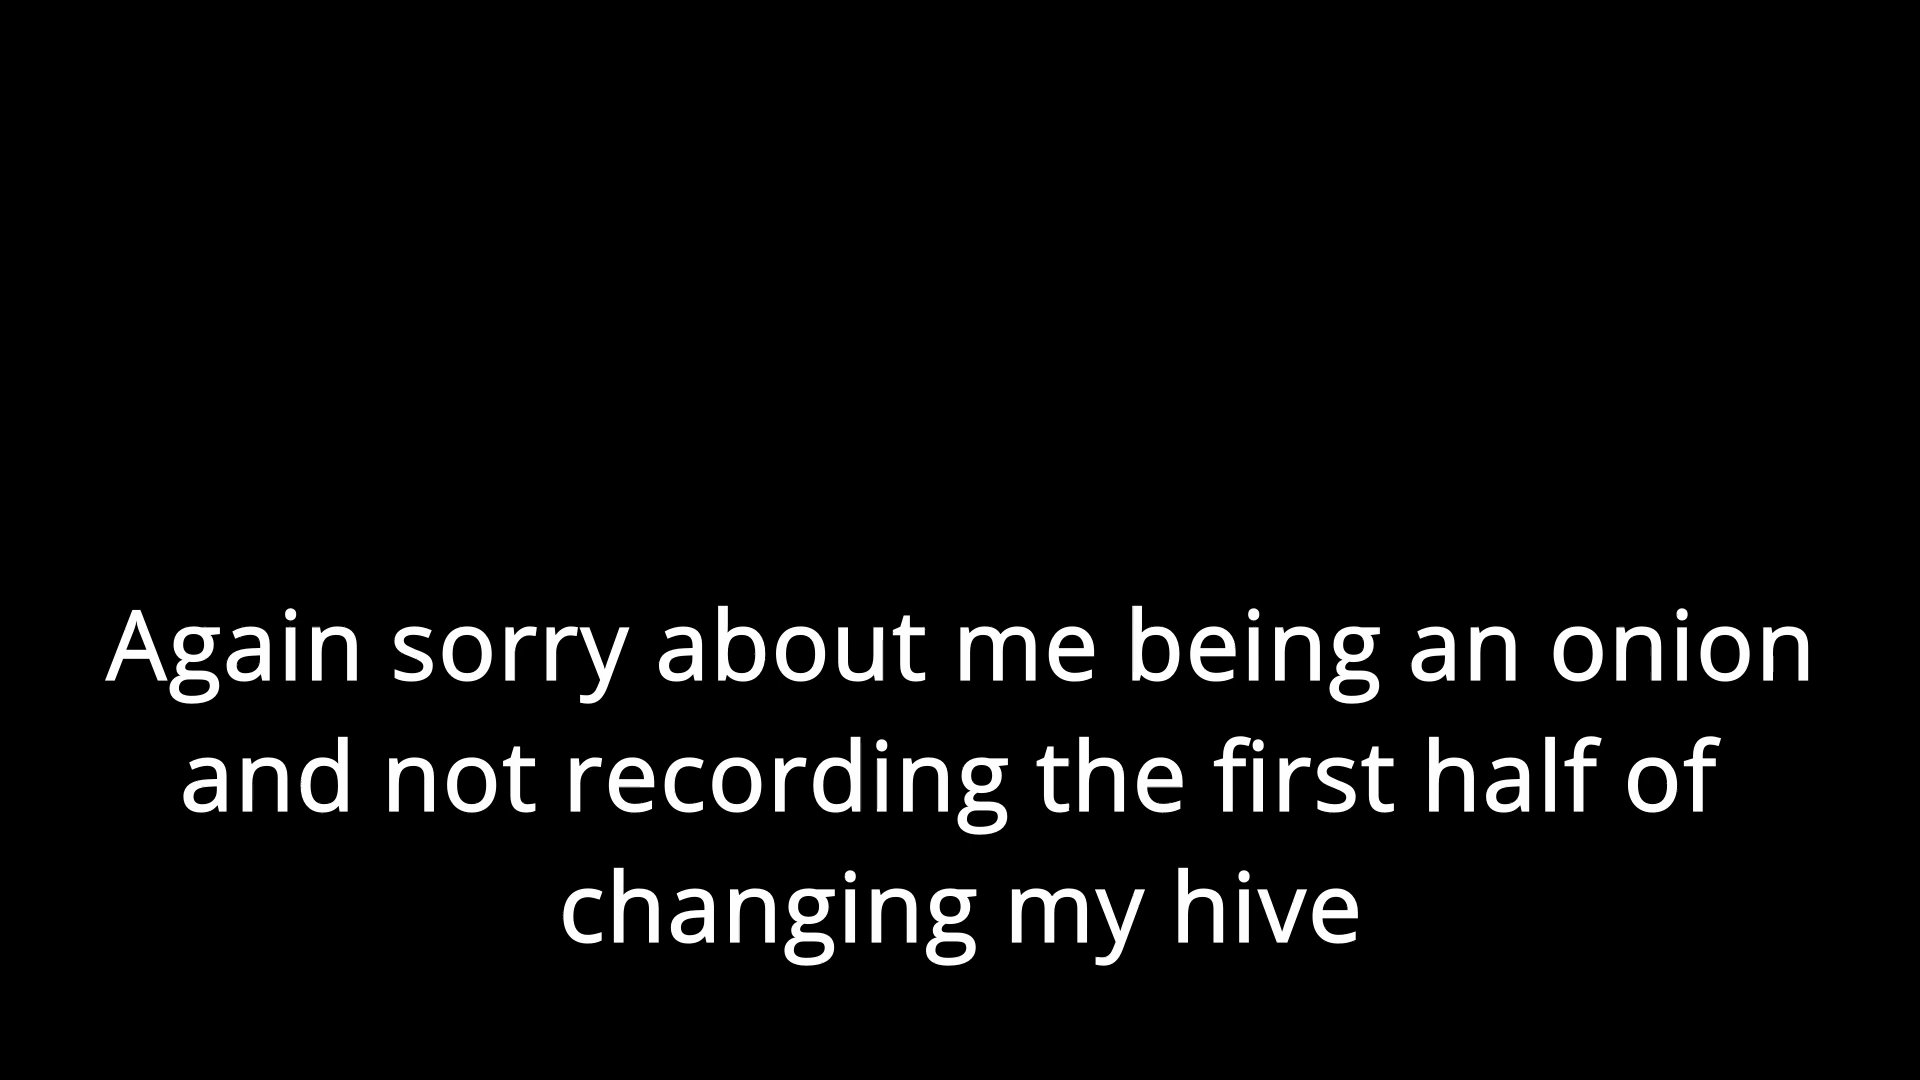 Again sorry about me being an onion
and not recording the first half of
changing my hive